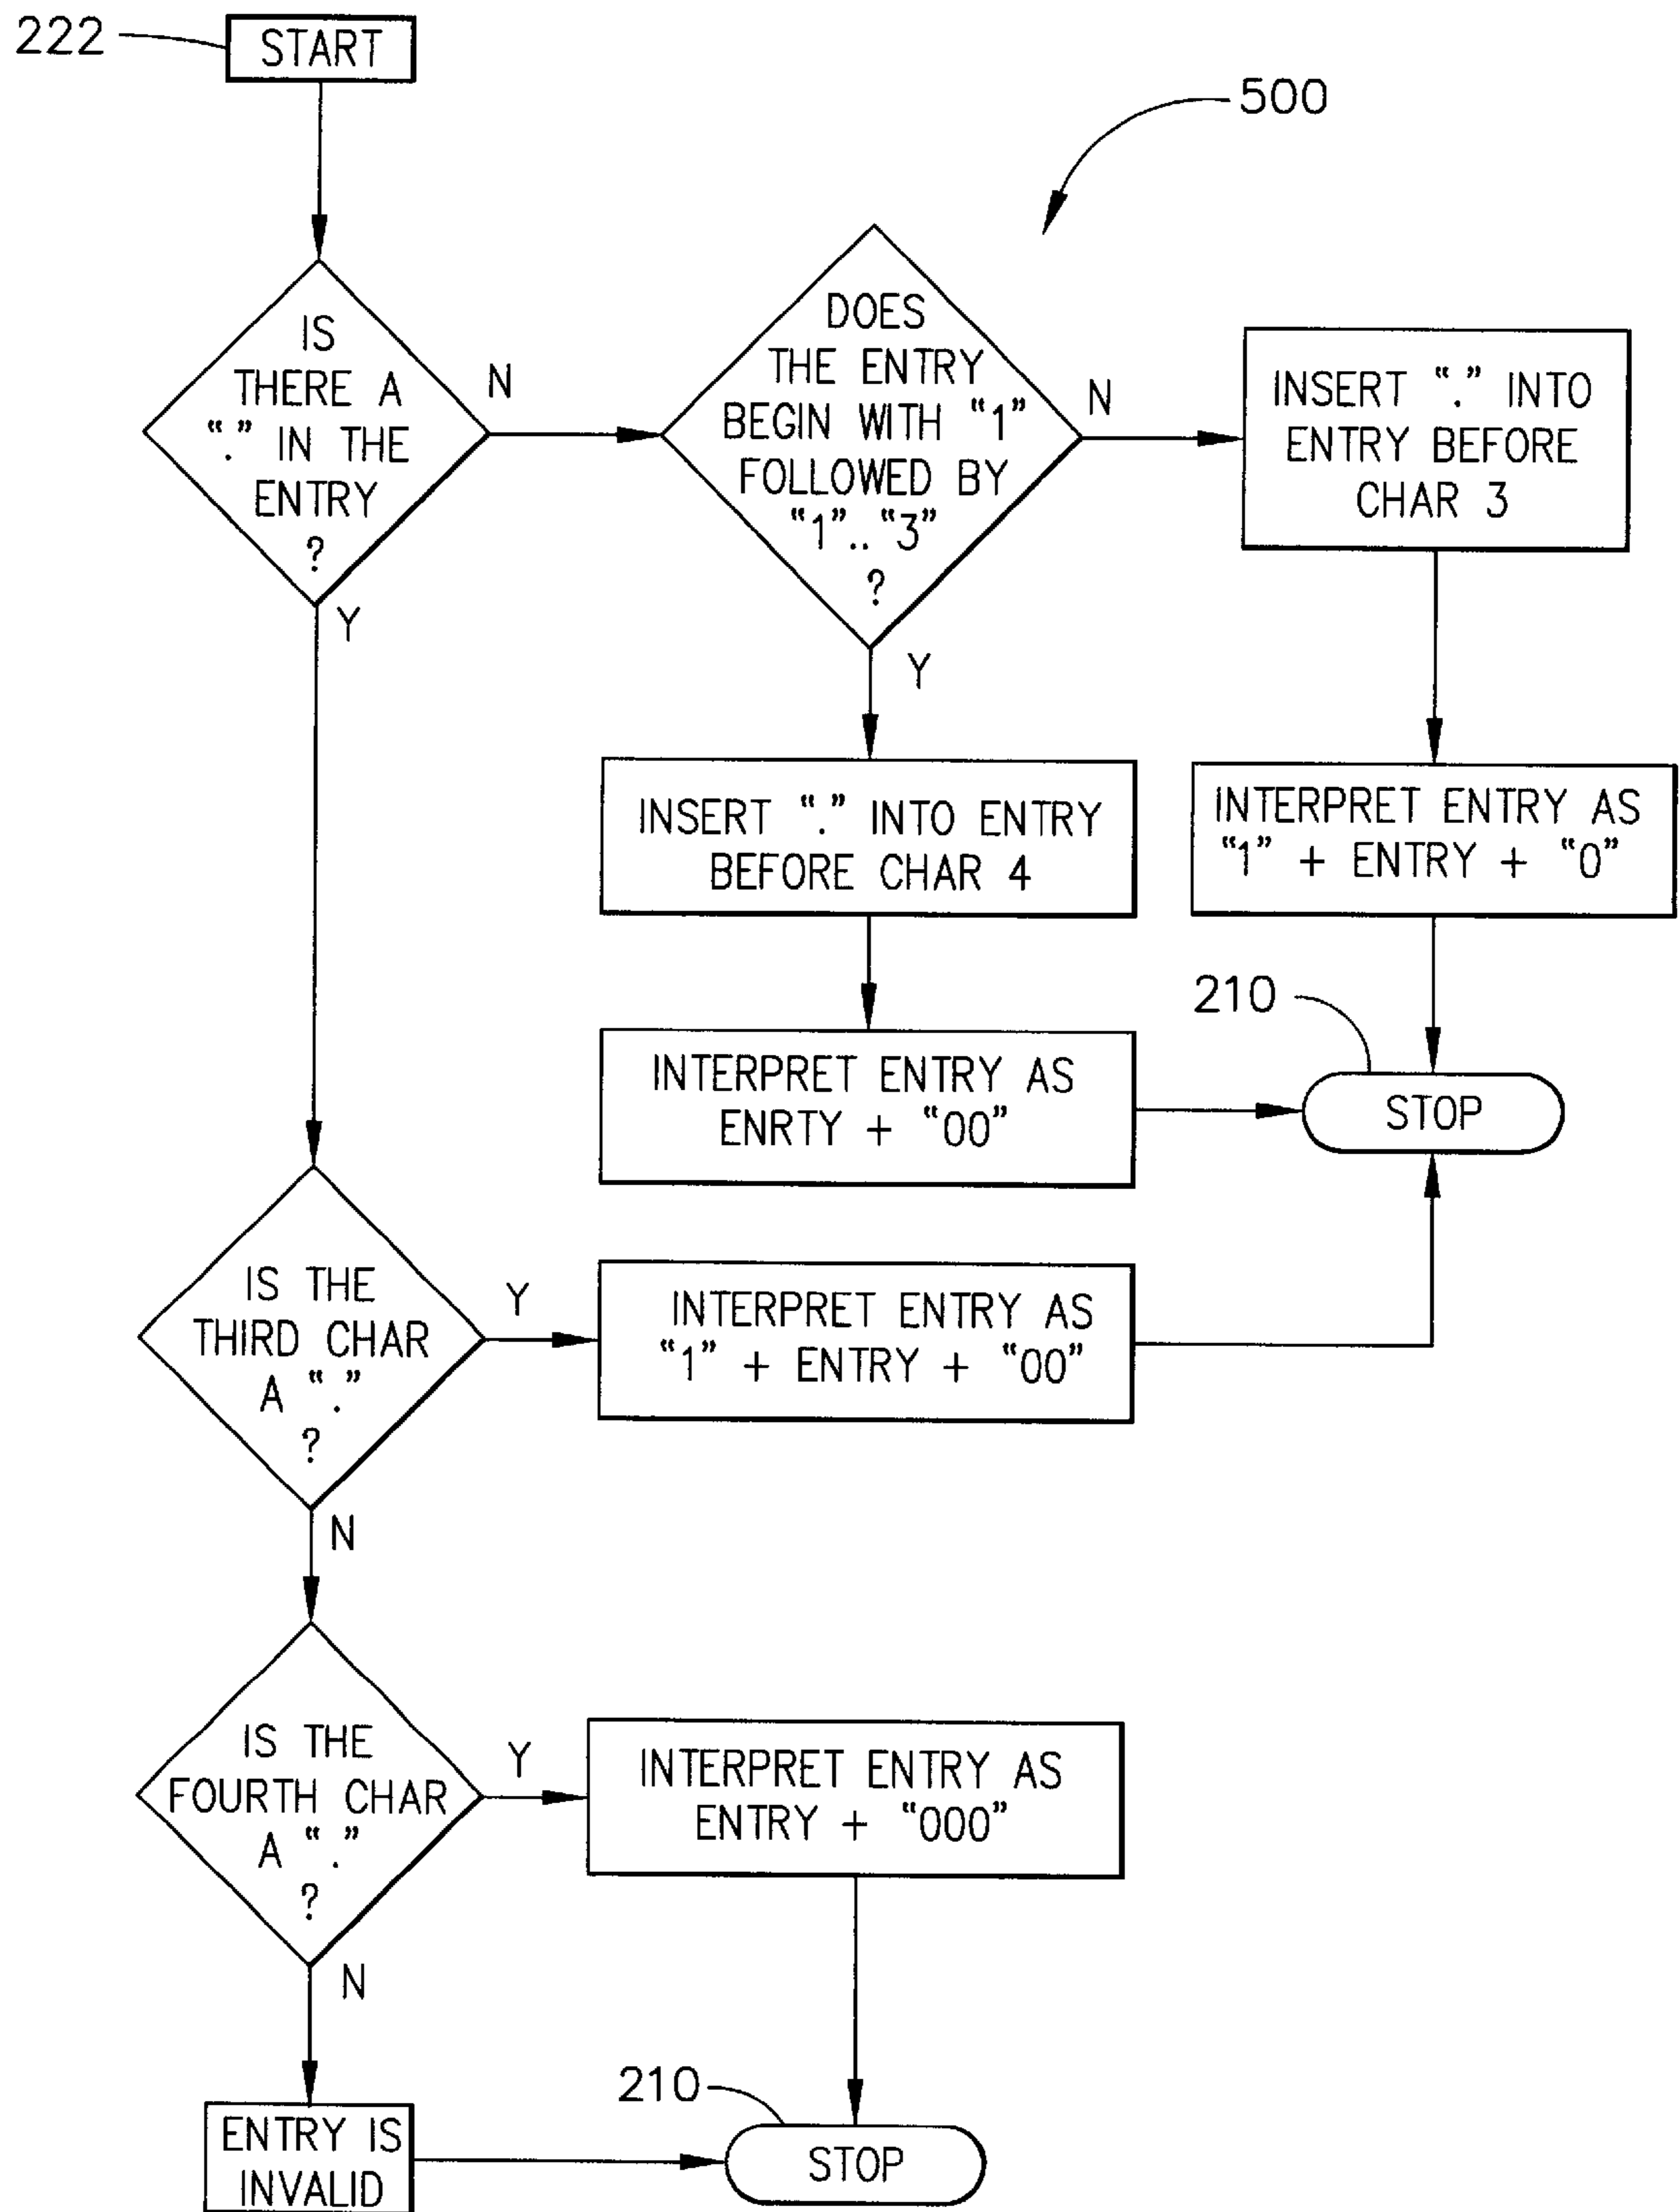 222
START
500
IS
THERE A
“.” IN THE
ENTRY
?
N
Y
DOES
THE ENTRY
BEGIN WITH “1”
FOLLOWED BY
“1”.. “3”
?
N
Y
INSERT “.” INTO
ENTRY BEFORE
CHAR 3
INSERT “.” INTO ENTRY
BEFORE CHAR 4
INTERPRET ENTRY AS
“1” + ENTRY + “0”
INTERPRET ENTRY AS
ENRTY + “00”
210
STOP
IS THE
THIRD CHAR
A “.”
?
Y
N
INTERPRET ENTRY AS
“1” + ENTRY + “00”
IS THE
FOURTH CHAR
A “.”
?
Y
N
INTERPRET ENTRY AS
ENTRY + “000”
ENTRY IS
INVALID
210
STOP